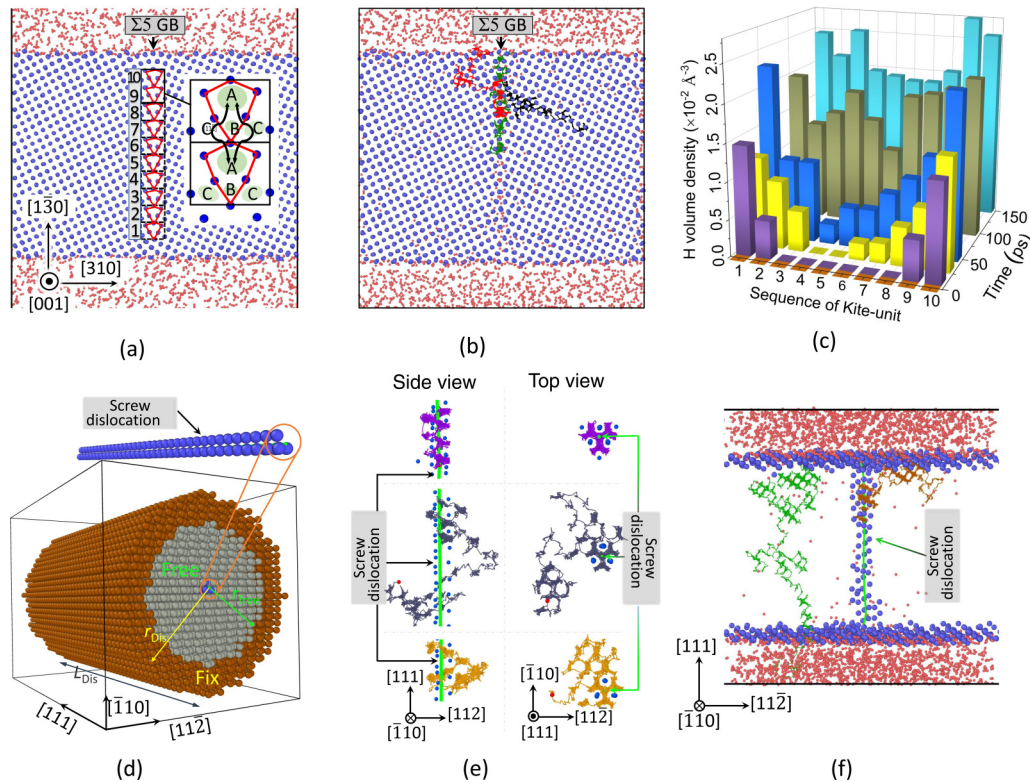 Σ5 GB
10
9
8
7
6
5
4
3
2
1
A
C
B
C
A
C
B
C
[13̅0]
[310]
[001]
(a)
Σ5 GB
(b)
H volume density (×10⁻² Å⁻³)
2.5
2.0
1.5
1.0
0.5
0.0
1 2 3 4 5 6 7 8 9 10
Sequence of Kite-unit
0
50
100
150
Time (ps)
(c)
Screw
dislocation
Free
r_Dis
Fix
L_Dis
[111]
[1̅10]
[112̅]
(d)
Side view
Top view
Screw
dislocation
Screw
dislocation
[111]
[1̅10]
[112̅]
[1̅10]
[111]
[112̅]
(e)
Screw
dislocation
[111]
[1̅10]
[112̅]
(f)